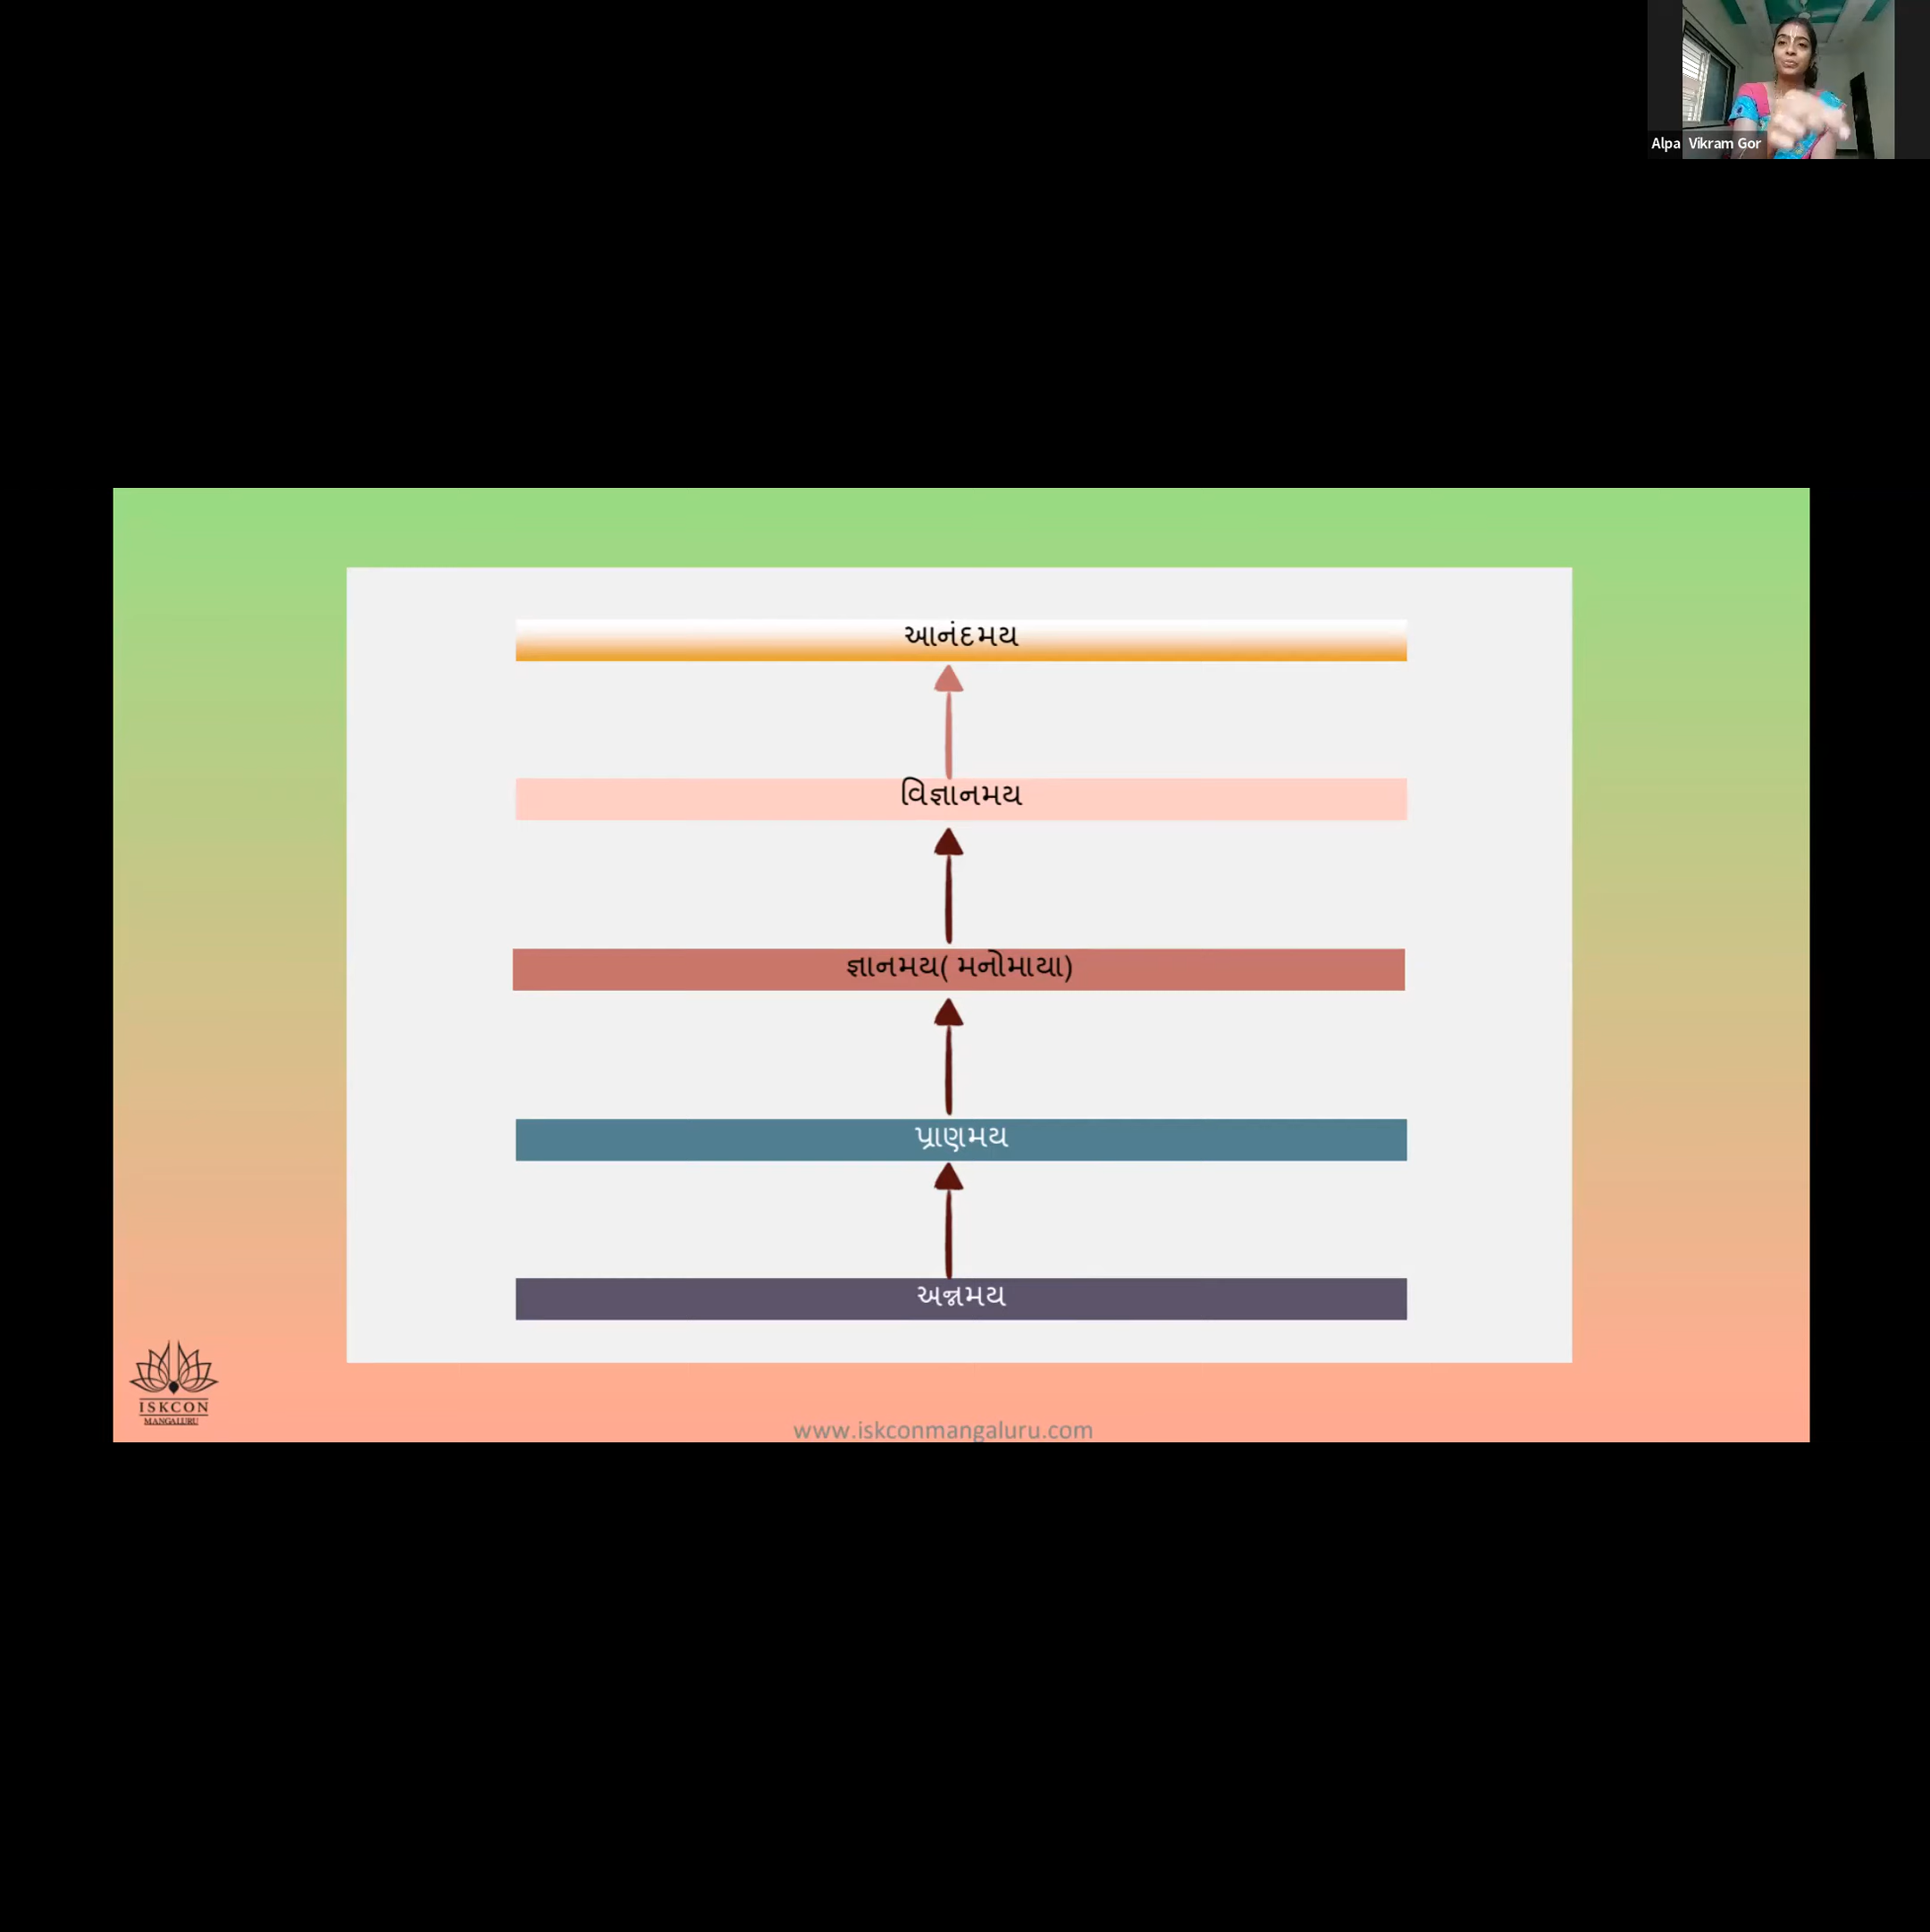 Alpa Vikram Gor
આનંદમય
વિજ્ઞાનમય
જ્ઞાનમય( મનોમાયા)
પ્રાણમય
અન્નમય
ISKCON
MANGALURU
www.iskconmangaluru.com